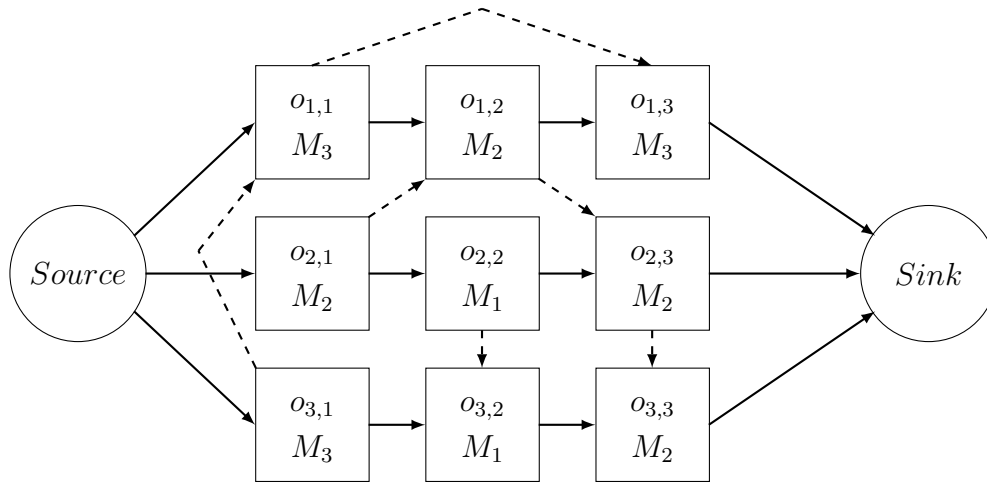 o1,1
M3
o1,2
M2
o1,3
M3
Source
o2,1
M2
o2,2
M1
o2,3
M2
Sink
o3,1
M3
o3,2
M1
o3,3
M2